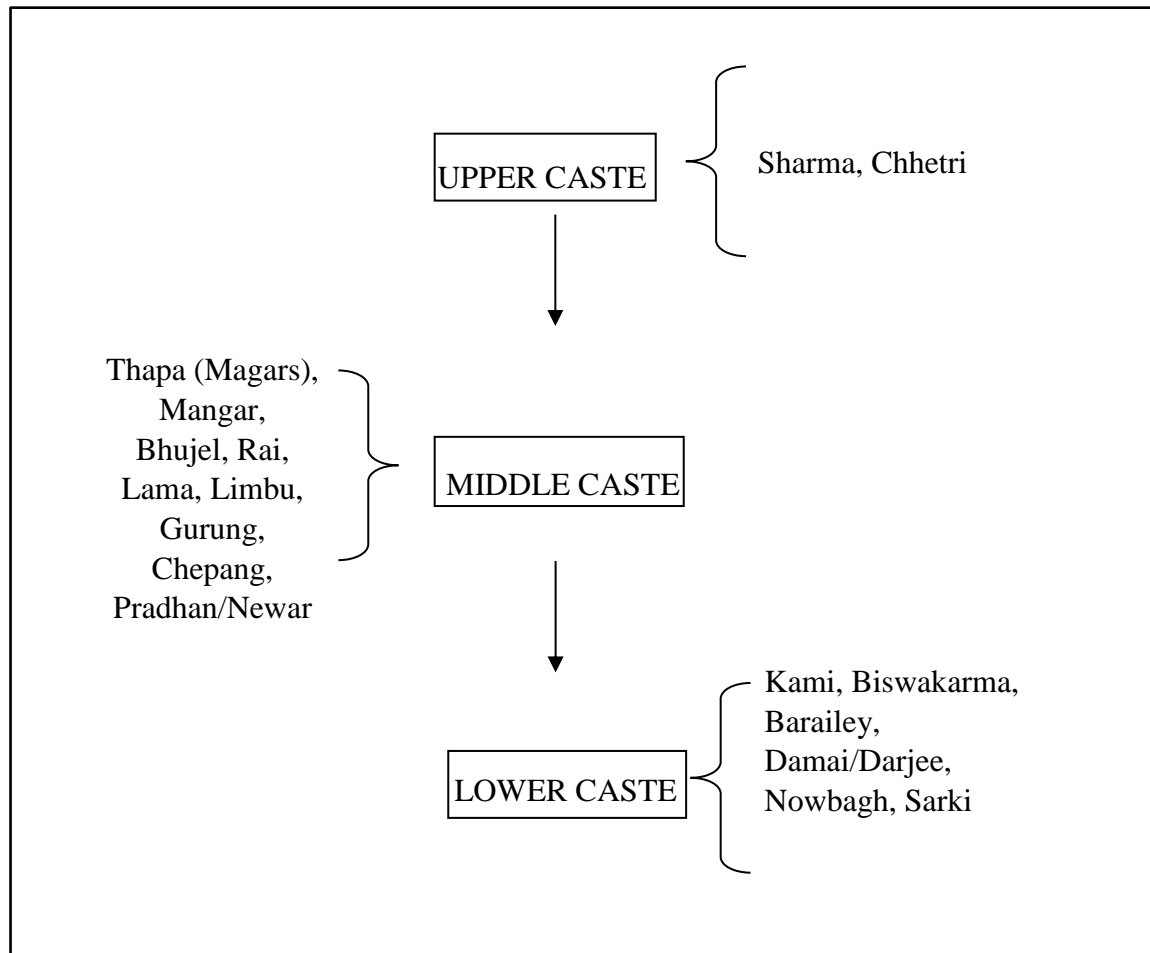 UPPER CASTE
Sharma, Chhetri
Thapa (Magars),
Mangar,
Bhujel, Rai,
Lama, Limbu,
Gurung,
Chepang,
Pradhan/Newar
MIDDLE CASTE
Kami, Biswakarma,
Barailey,
Damai/Darjee,
Nowbagh, Sarki
LOWER CASTE